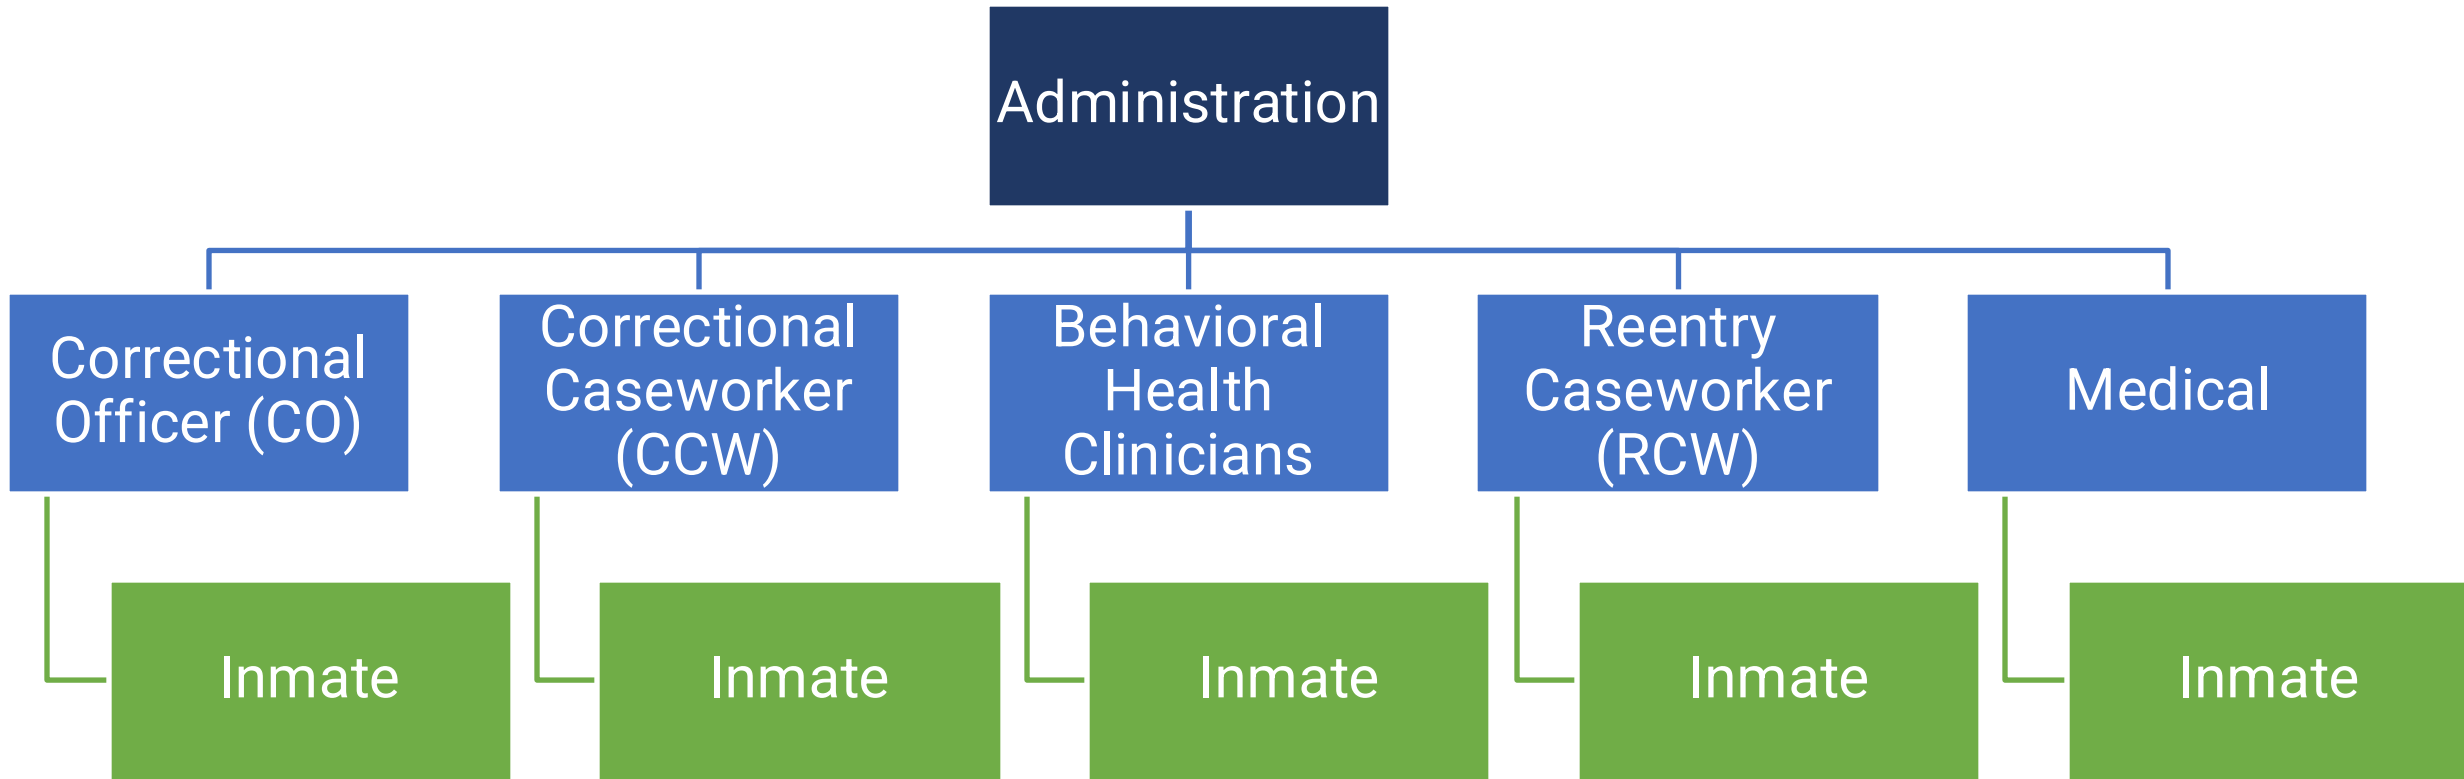 Administration
Correctional
Officer (CO)
Correctional
Caseworker
(CCW)
Behavioral
Health
Clinicians
Reentry
Caseworker
(RCW)
Medical
Inmate
Inmate
Inmate
Inmate
Inmate